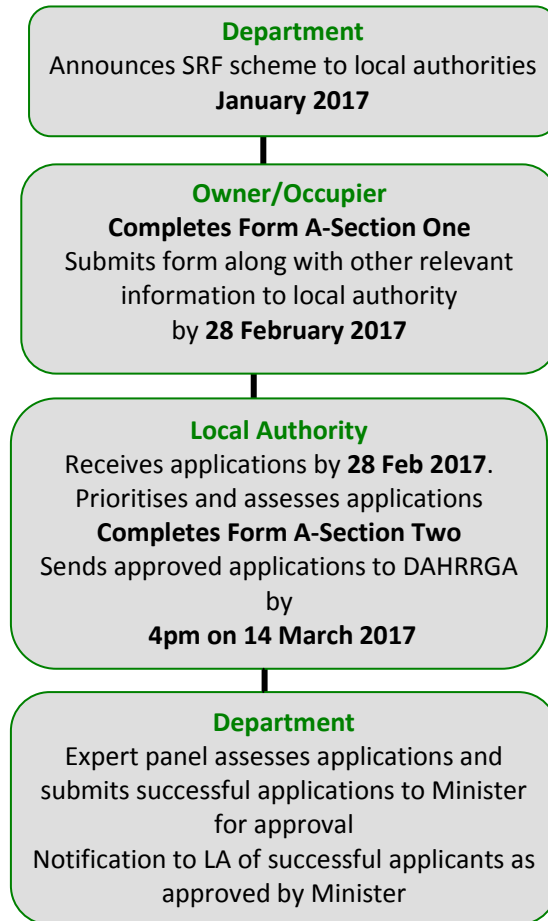 Department
Announces SRF scheme to local authorities
January 2017
Owner/Occupier
Completes Form A-Section One
Submits form along with other relevant
information to local authority
by 28 February 2017
Local Authority
Receives applications by 28 Feb 2017.
Prioritises and assesses applications
Completes Form A-Section Two
Sends approved applications to DAHRRGA
by
4pm on 14 March 2017
Department
Expert panel assesses applications and
submits successful applications to Minister
for approval
Notification to LA of successful applicants as
approved by Minister